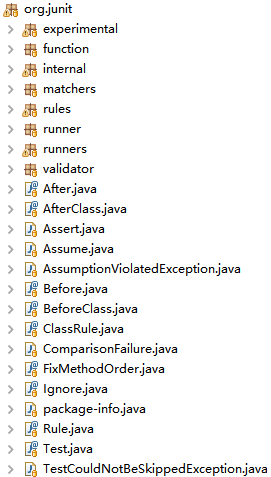 org.junit
experimental
function
internal
matchers
rules
runner
runners
validator
After.java
AfterClass.java
Assert.java
Assume.java
AssumptionViolatedException.java
Before.java
BeforeClass.java
ClassRule.java
ComparisonFailure.java
FixMethodOrder.java
Ignore.java
package-info.java
Rule.java
Test.java
TestCouldNotBeSkippedException.java